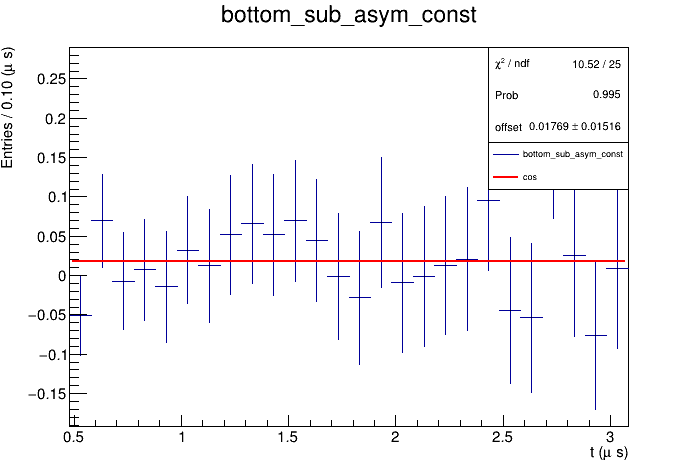 bottom_sub_asym_const
Entries / 0.10 (μ s)
χ² / ndf 10.52 / 25
Prob 0.995
offset 0.01769 ± 0.01516
bottom_sub_asym_const
cos
0.25
0.2
0.15
0.1
0.05
0
−0.05
−0.1
−0.15
0.5 1 1.5 2 2.5 3
t (μ s)